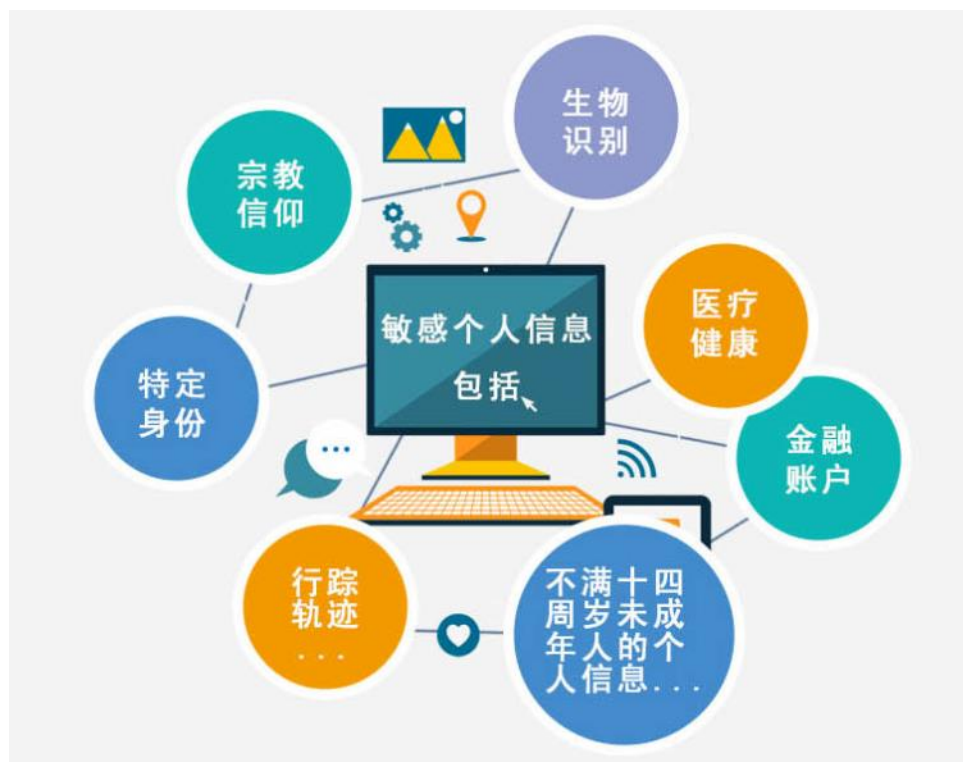 生物
识别
宗教
信仰
敏感个人信息
包括
医疗
健康
特定
身份
金融
账户
行踪
轨迹
...
不满十四
周岁未成
年人的个
人信息...